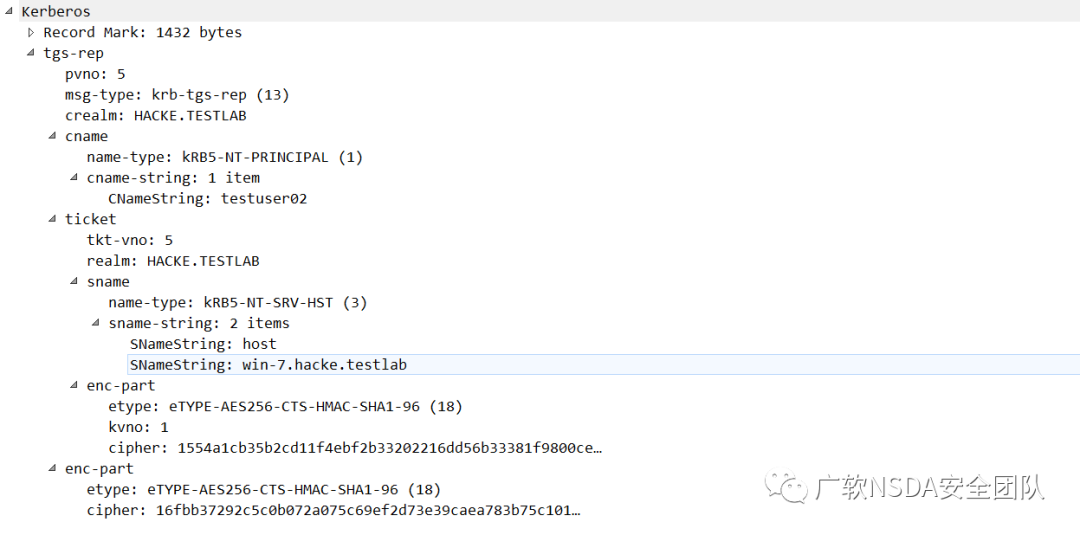 Kerberos
Record Mark: 1432 bytes
tgs-rep
pvno: 5
msg-type: krb-tgs-rep (13)
crealm: HACKE.TESTLAB
cname
name-type: kRB5-NT-PRINCIPAL (1)
cname-string: 1 item
CNameString: testuser02
ticket
tkt-vno: 5
realm: HACKE.TESTLAB
sname
name-type: kRB5-NT-SRV-HST (3)
sname-string: 2 items
SNameString: host
SNameString: win-7.hacke.testlab
enc-part
etype: eTYPE-AES256-CTS-HMAC-SHA1-96 (18)
kvno: 1
cipher: 1554a1cb35b2cd11f4ebf2b33202216dd56b33381f9800ce…
enc-part
etype: eTYPE-AES256-CTS-HMAC-SHA1-96 (18)
cipher: 16fbb37292c5c0b072a075c69ef2d73e39caea783b75c101…
广软NSDA安全团队